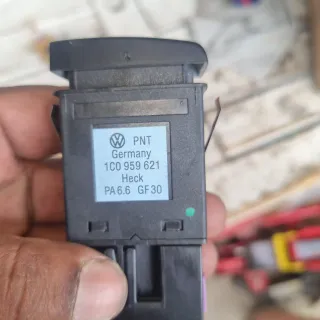 PNT
Germany
1C0 959 621
Heck
PA6.6 GF30